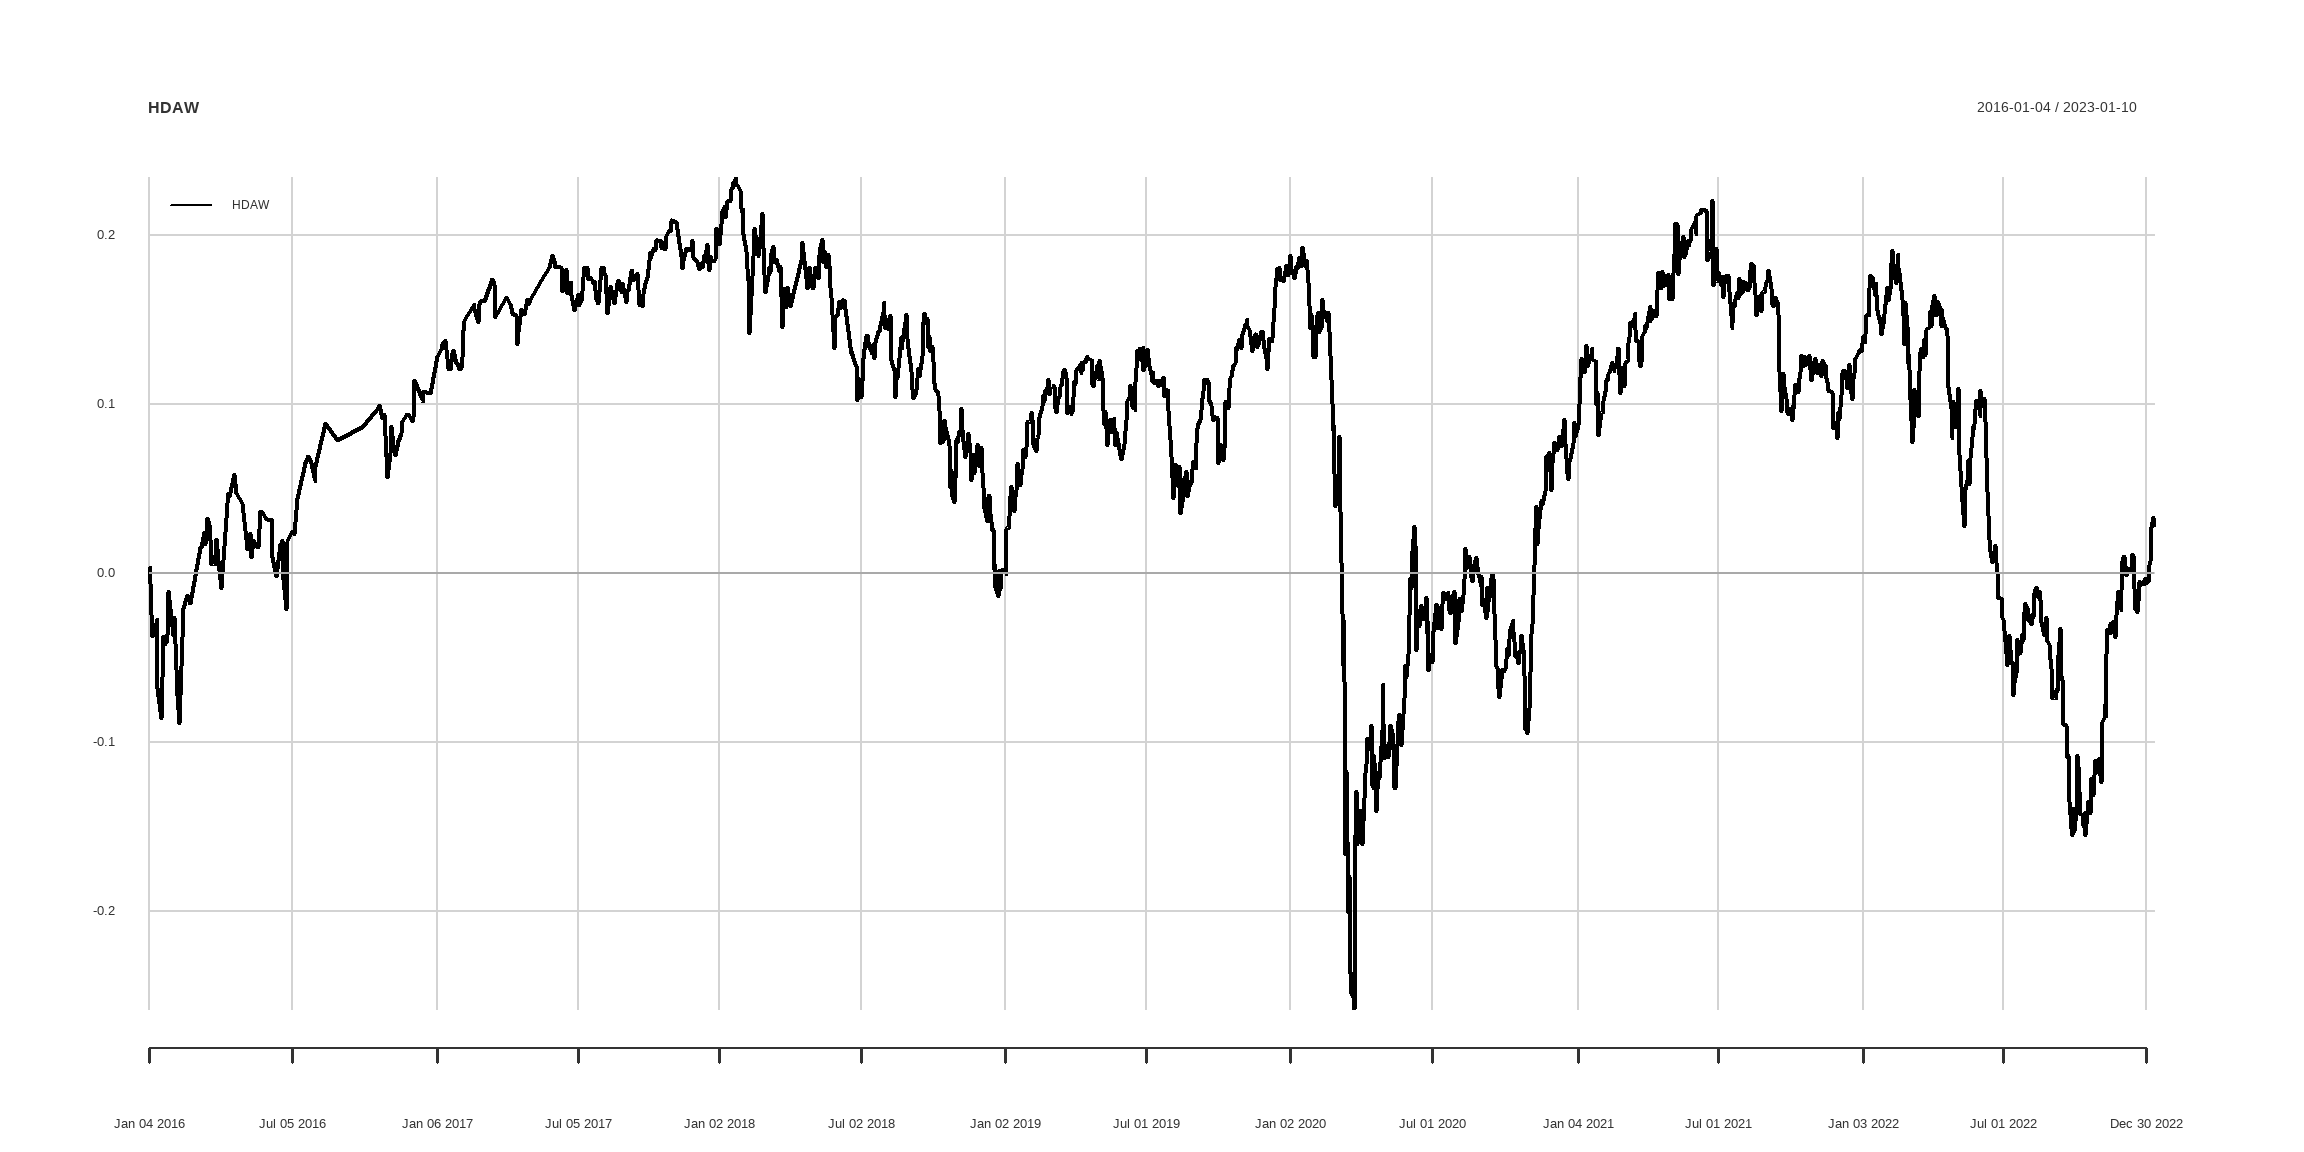 HDAW
2016-01-04 / 2023-01-10
HDAW
0.2
0.1
0.0
-0.1
-0.2
Jan 04 2016
Jul 05 2016
Jan 06 2017
Jul 05 2017
Jan 02 2018
Jul 02 2018
Jan 02 2019
Jul 01 2019
Jan 02 2020
Jul 01 2020
Jan 04 2021
Jul 01 2021
Jan 03 2022
Jul 01 2022
Dec 30 2022